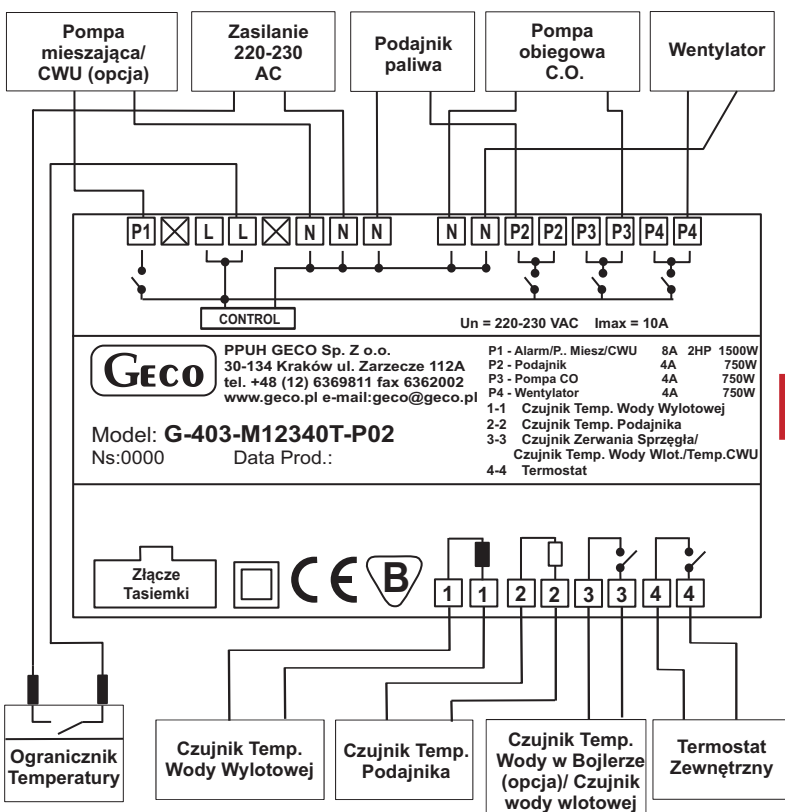 Pompa
mieszająca/
CWU (opcja)
Zasilanie
220-230
AC
Podajnik
paliwa
Pompa
obiegowa
C.O.
Wentylator
P1 L L N N N N N P2 P2 P3 P3 P4 P4
CONTROL
Un = 220-230 VAC Imax = 10A
GECO
PPUH GECO Sp. Z o.o.
30-134 Kraków ul. Zarzecze 112A
tel. +48 (12) 6369811 fax 6362002
www.geco.pl e-mail:geco@geco.pl
Model: G-403-M12340T-P02
Ns:0000 Data Prod.:
P1 - Alarm/P.. Miesz/CWU 8A 2HP 1500W
P2 - Podajnik 4A 750W
P3 - Pompa CO 4A 750W
P4 - Wentylator 4A 750W
1-1 Czujnik Temp. Wody Wylotowej
2-2 Czujnik Temp. Podajnika
3-3 Czujnik Zerwania Sprzęgła/
Czujnik Temp. Wody Wlot./Temp.CWU
4-4 Termostat
Złącze
Tasiemki
CE
B
1 1 2 2 3 3 4 4
Ogranicznik
Temperatury
Czujnik Temp.
Wody Wylotowej
Czujnik Temp.
Podajnika
Czujnik Temp.
Wody w Bojlerze
(opcja)/ Czujnik
wody wlotowej
Termostat
Zewnętrzny